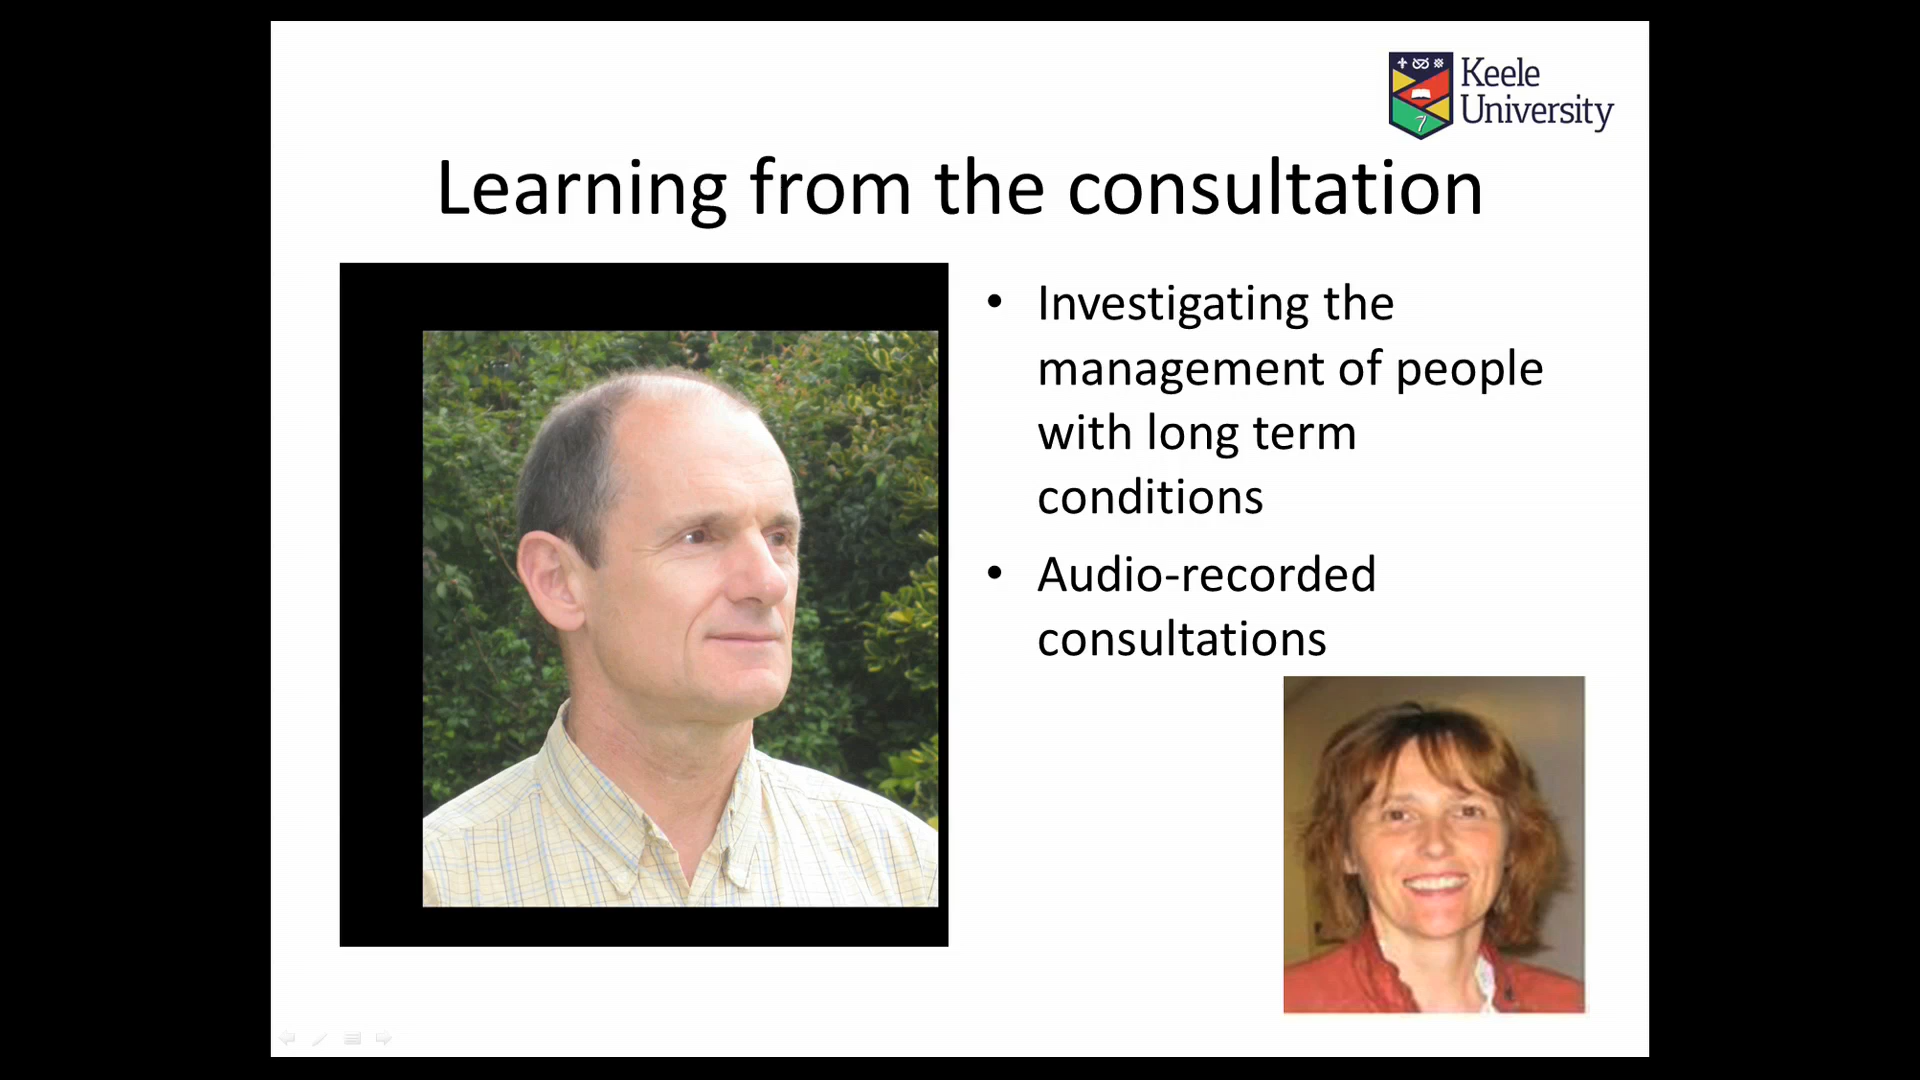 Keele
University
Learning from the consultation
• Investigating the
management of people
with long term
conditions
• Audio-recorded
consultations